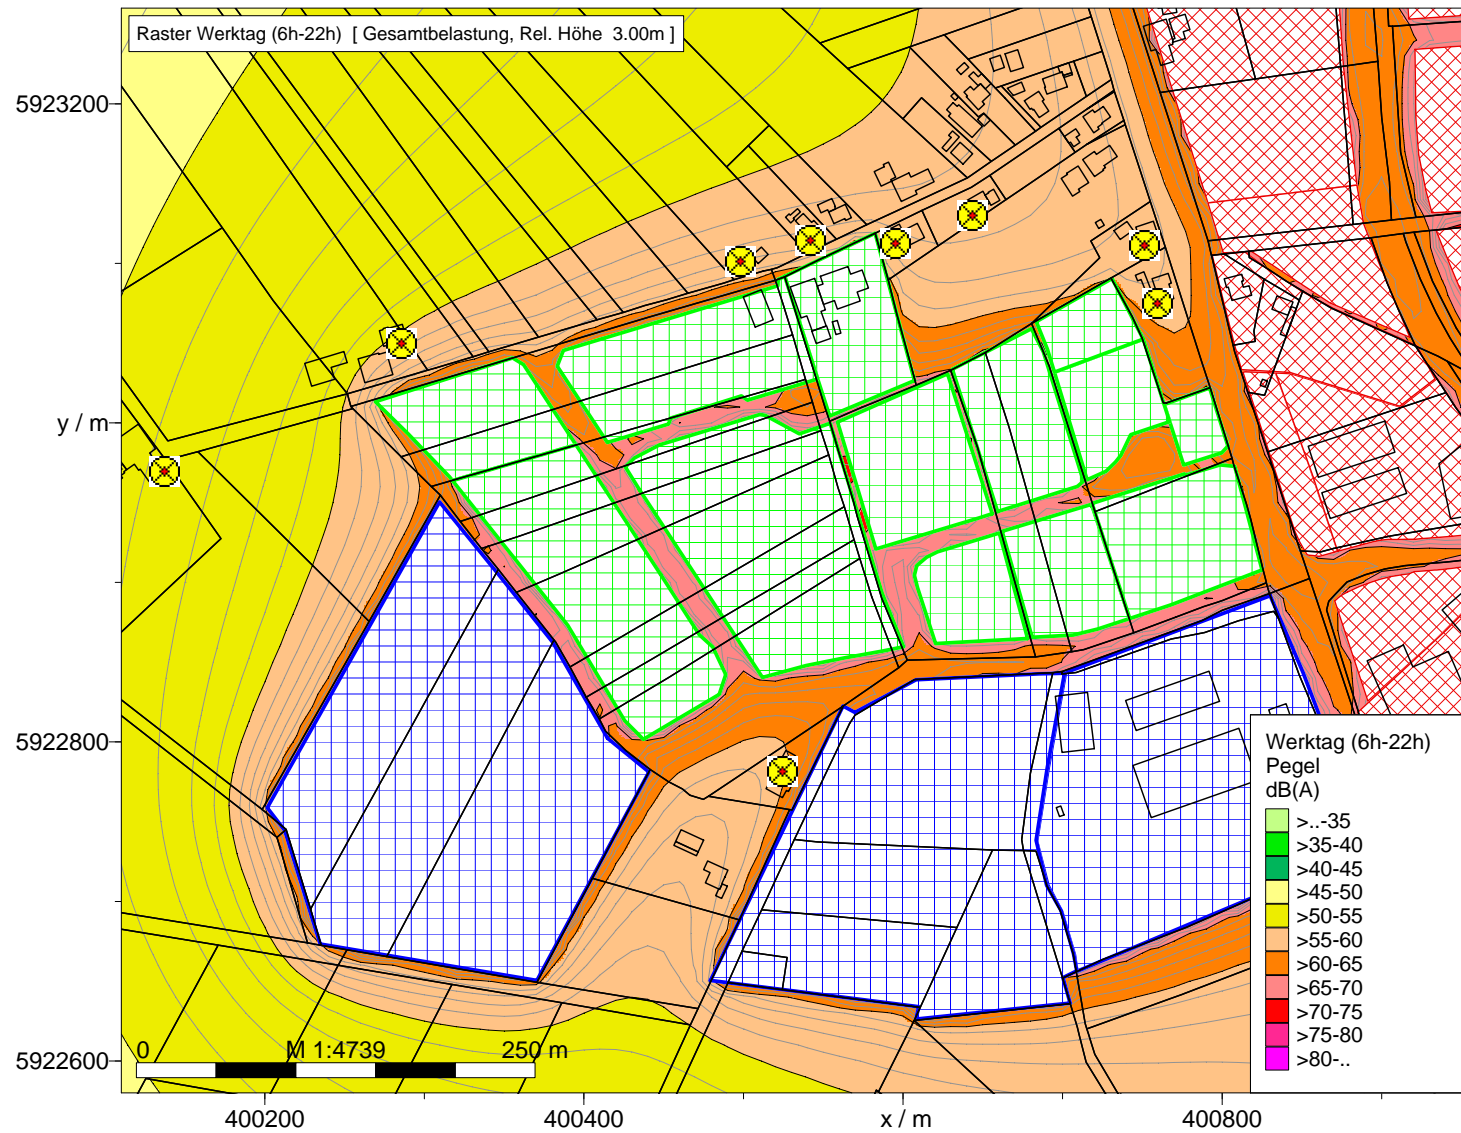 Raster Werktag (6h-22h) [ Gesamtbelastung, Rel. Höhe 3.00m ]
5923200
y / m
5922800
5922600
0 M 1:4739 250 m
400200 400400 x / m 400800
Werktag (6h-22h)
Pegel
dB(A)
>..-35
>35-40
>40-45
>45-50
>50-55
>55-60
>60-65
>65-70
>70-75
>75-80
>80-..